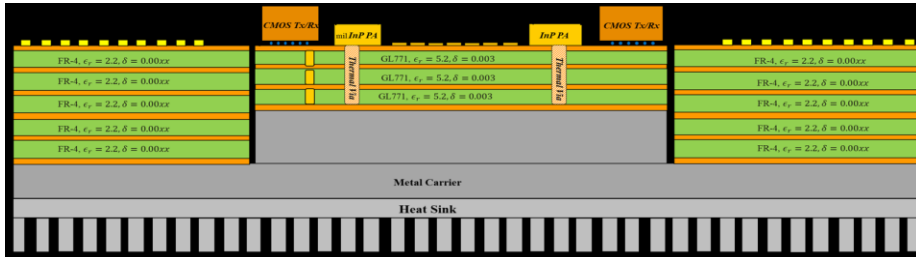 CMOS Tx/Rx
milInP PA
InP PA
CMOS Tx/Rx
FR-4, ϵᵣ = 2.2, δ = 0.00xx
FR-4, ϵᵣ = 2.2, δ = 0.00xx
FR-4, ϵᵣ = 2.2, δ = 0.00xx
FR-4, ϵᵣ = 2.2, δ = 0.00xx
FR-4, ϵᵣ = 2.2, δ = 0.00xx
Thermal Via
GL771, ϵᵣ = 5.2, δ = 0.003
GL771, ϵᵣ = 5.2, δ = 0.003
GL771, ϵᵣ = 5.2, δ = 0.003
Thermal Via
FR-4, ϵᵣ = 2.2, δ = 0.00xx
FR-4, ϵᵣ = 2.2, δ = 0.00xx
FR-4, ϵᵣ = 2.2, δ = 0.00xx
FR-4, ϵᵣ = 2.2, δ = 0.00xx
FR-4, ϵᵣ = 2.2, δ = 0.00xx
Metal Carrier
Heat Sink